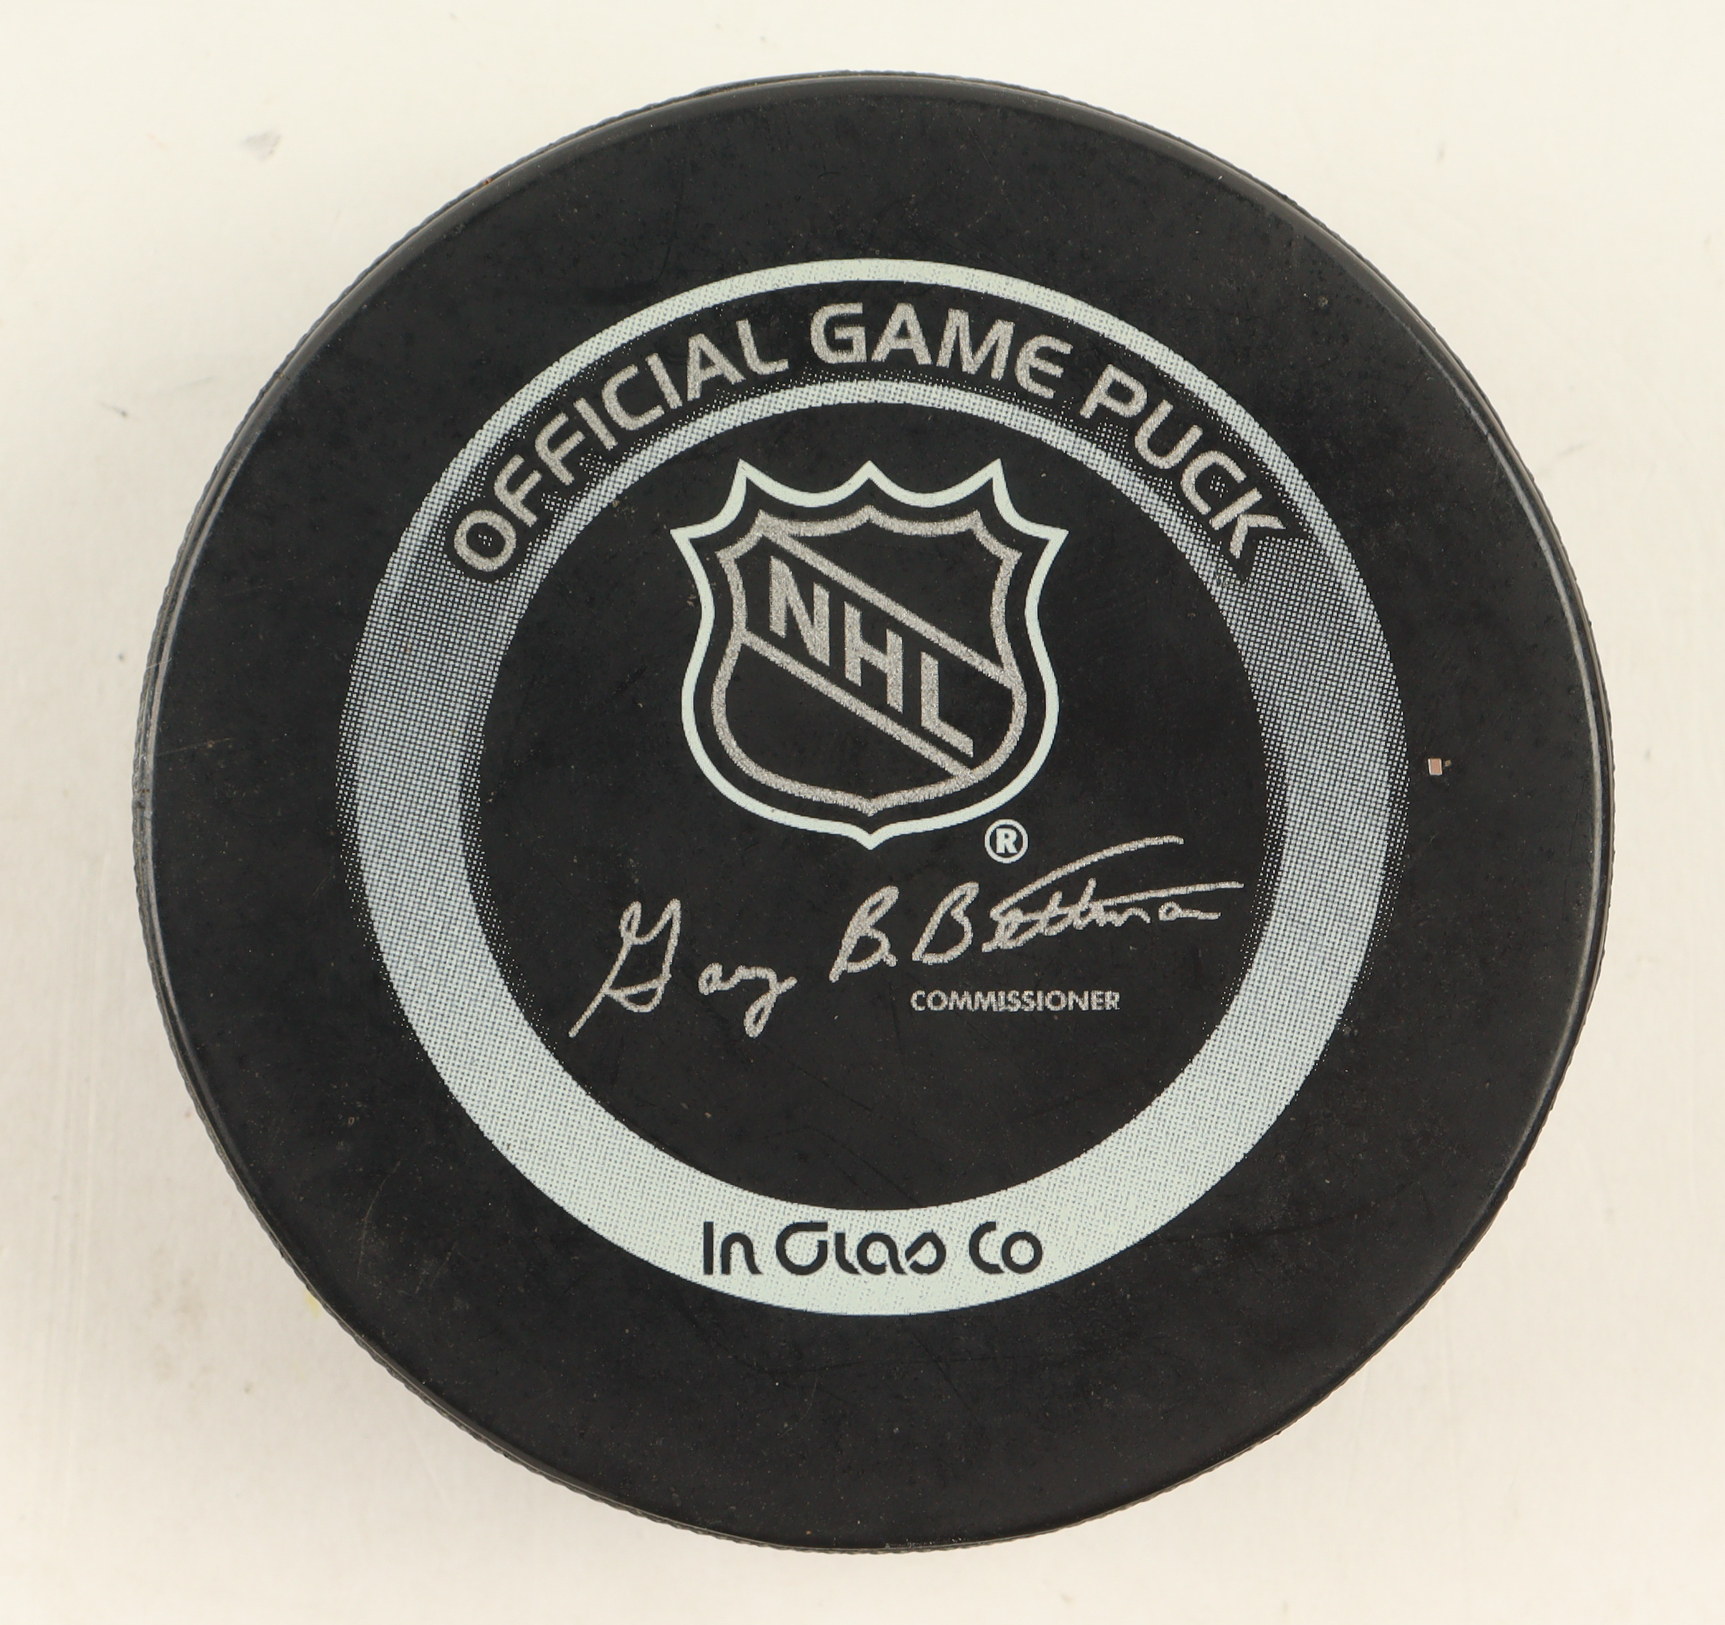 OFFICIAL GAME PUCK
NHL
®
Gary B. Bettman
COMMISSIONER
In Glas Co